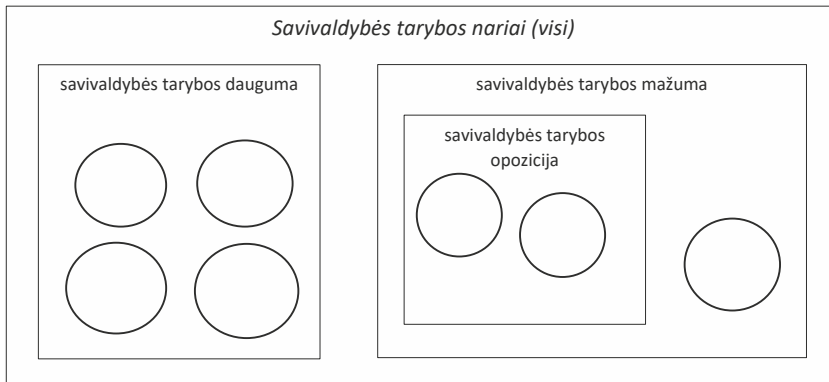 Savivaldybės tarybos nariai (visi)
savivaldybės tarybos dauguma
savivaldybės tarybos mažuma
savivaldybės tarybos
opozicija